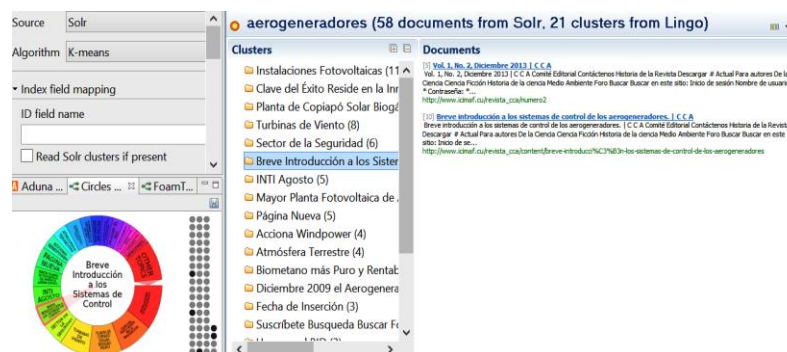 Source Solr
Algorithm K-means
Index field mapping
ID field name
Read Solr clusters if present
Aduna ... Circles ... FoamT...
Breve
Introducción
a los
Sistemas de
Control
OTHER
TOPICS
PÁGINA
NUEVA
INTI
AGOSTO
aerogeneradores (58 documents from Solr, 21 clusters from Lingo)
Clusters
Instalaciones Fotovoltaicas (11
Clave del Éxito Reside en la Inr
Planta de Copiapó Solar Biogá
Turbinas de Viento (8)
Sector de la Seguridad (6)
Breve Introducción a los Sister
INTI Agosto (5)
Mayor Planta Fotovoltaica de
Página Nueva (5)
Acciona Windpower (4)
Atmósfera Terrestre (4)
Biometano más Puro y Rentab
Diciembre 2009 el Aerogenera
Fecha de Inserción (3)
Suscríbete Busqueda Buscar Fo
Documents
[5] Vol. 1, No. 2, Diciembre 2013 | C C A
Vol. 1, No. 2, Diciembre 2013 | C C A Comité Editorial Contáctenos Historia de la Revista Descargar # Actual Para autores De la
Ciencia Ciencia Ficción Historia de la ciencia Medio Ambiente Foro Buscar Buscar en este sitio: Inicio de sesión Nombre de usuario
* Contraseña: *...
http://www.icimaf.cu/revista_cca/numero2
[10] Breve introducción a los sistemas de control de los aerogeneradores. | C C A
Breve introducción a los sistemas de control de los aerogeneradores. | C C A Comité Editorial Contáctenos Historia de la Revista
Descargar # Actual Para autores De la Ciencia Ciencia Ficción Historia de la ciencia Medio Ambiente Foro Buscar Buscar en este
sitio: Inicio de se...
http://www.icimaf.cu/revista_cca/content/breve-introducci%C3%B3n-los-sistemas-de-control-de-los-aerogeneradores